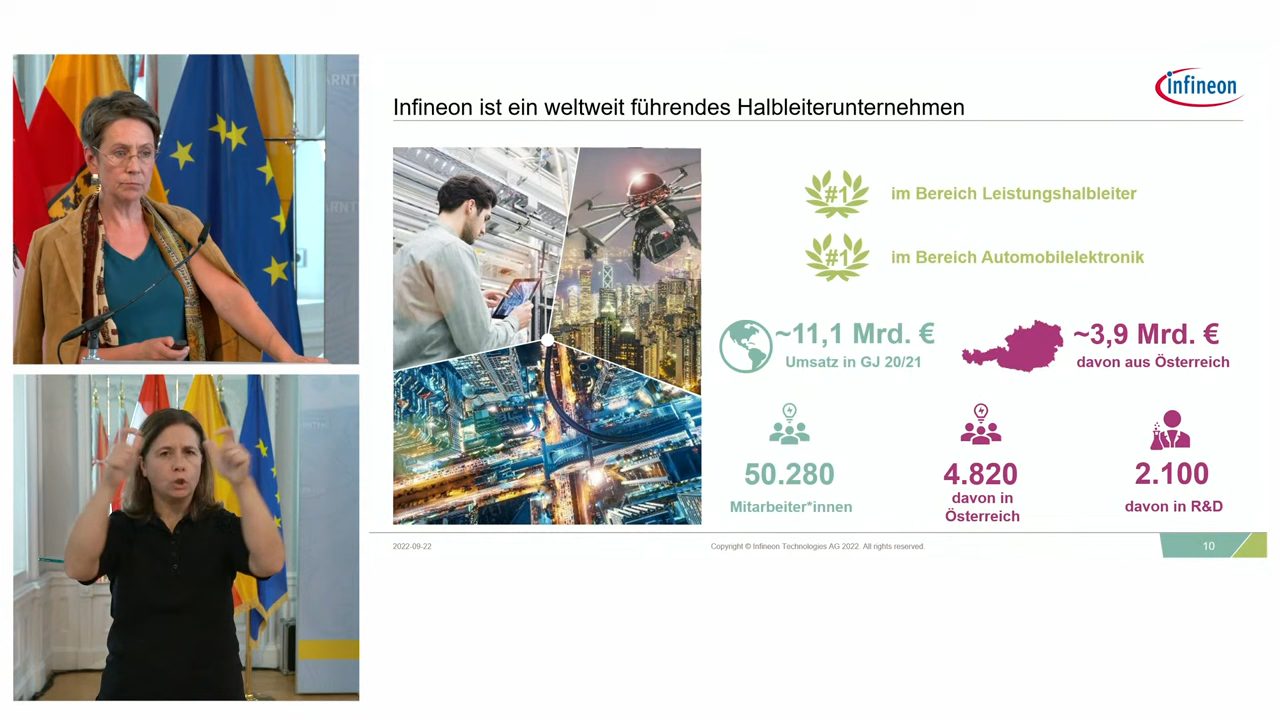 infineon
Infineon ist ein weltweit führendes Halbleiterunternehmen
#1 im Bereich Leistungshalbleiter
#1 im Bereich Automobilelektronik
~11,1 Mrd. €
Umsatz in GJ 20/21
~3,9 Mrd. €
davon aus Österreich
50.280
Mitarbeiter*innen
4.820
davon in
Österreich
2.100
davon in R&D
2022-09-22
Copyright © Infineon Technologies AG 2022. All rights reserved.
10